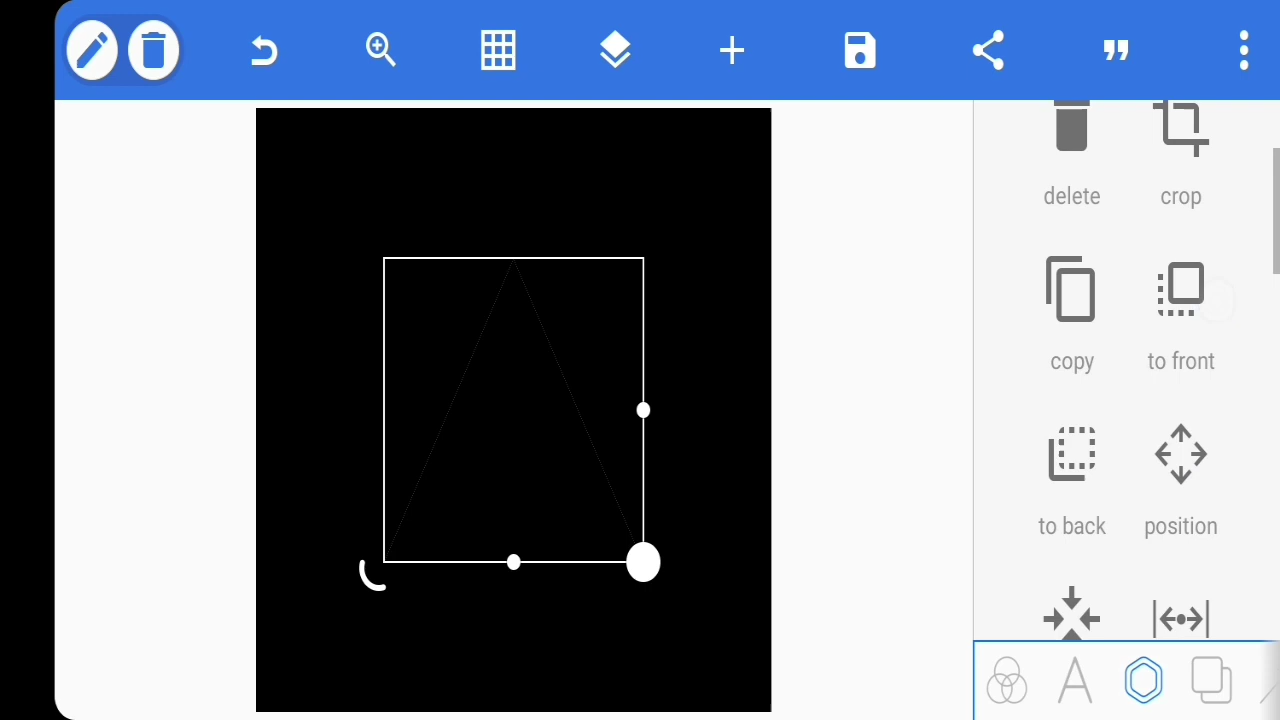 delete
crop
copy
to front
to back
position